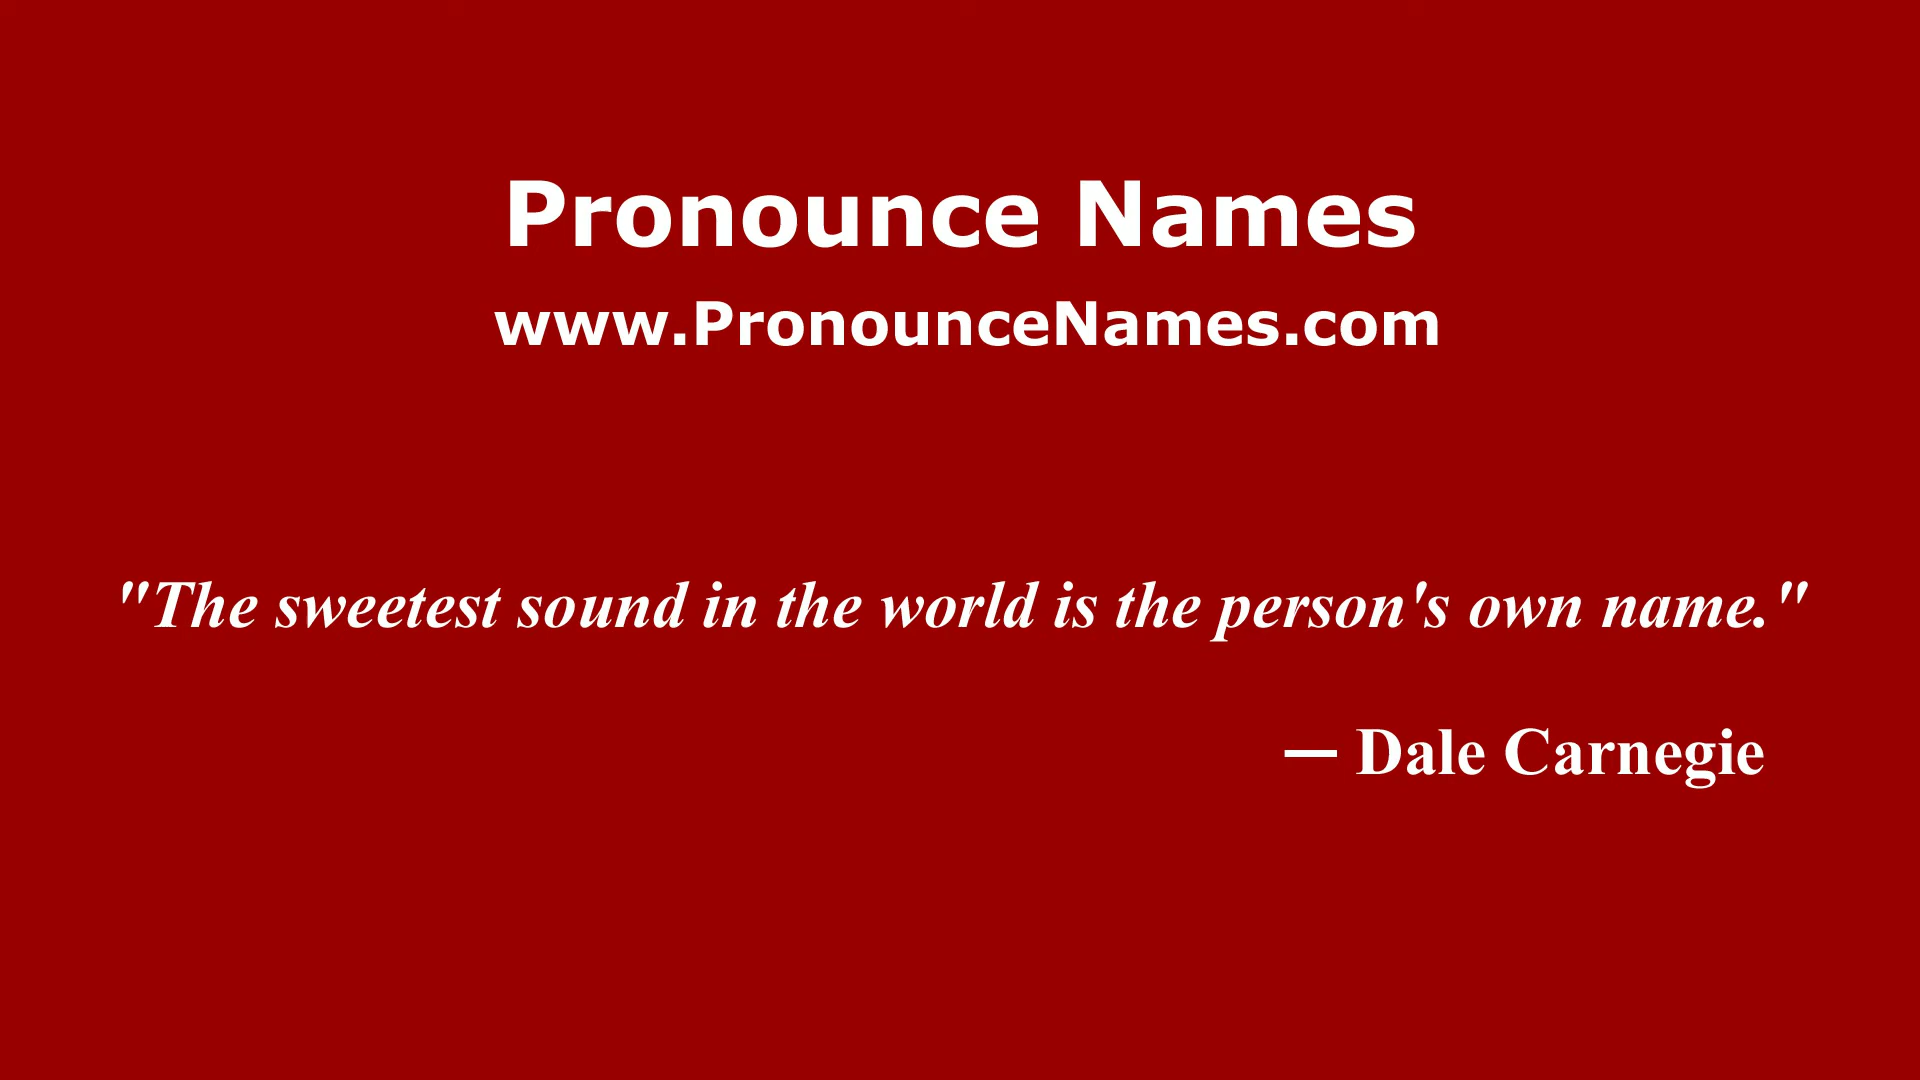 Pronounce Names
www.PronounceNames.com
"The sweetest sound in the world is the person's own name."
— Dale Carnegie